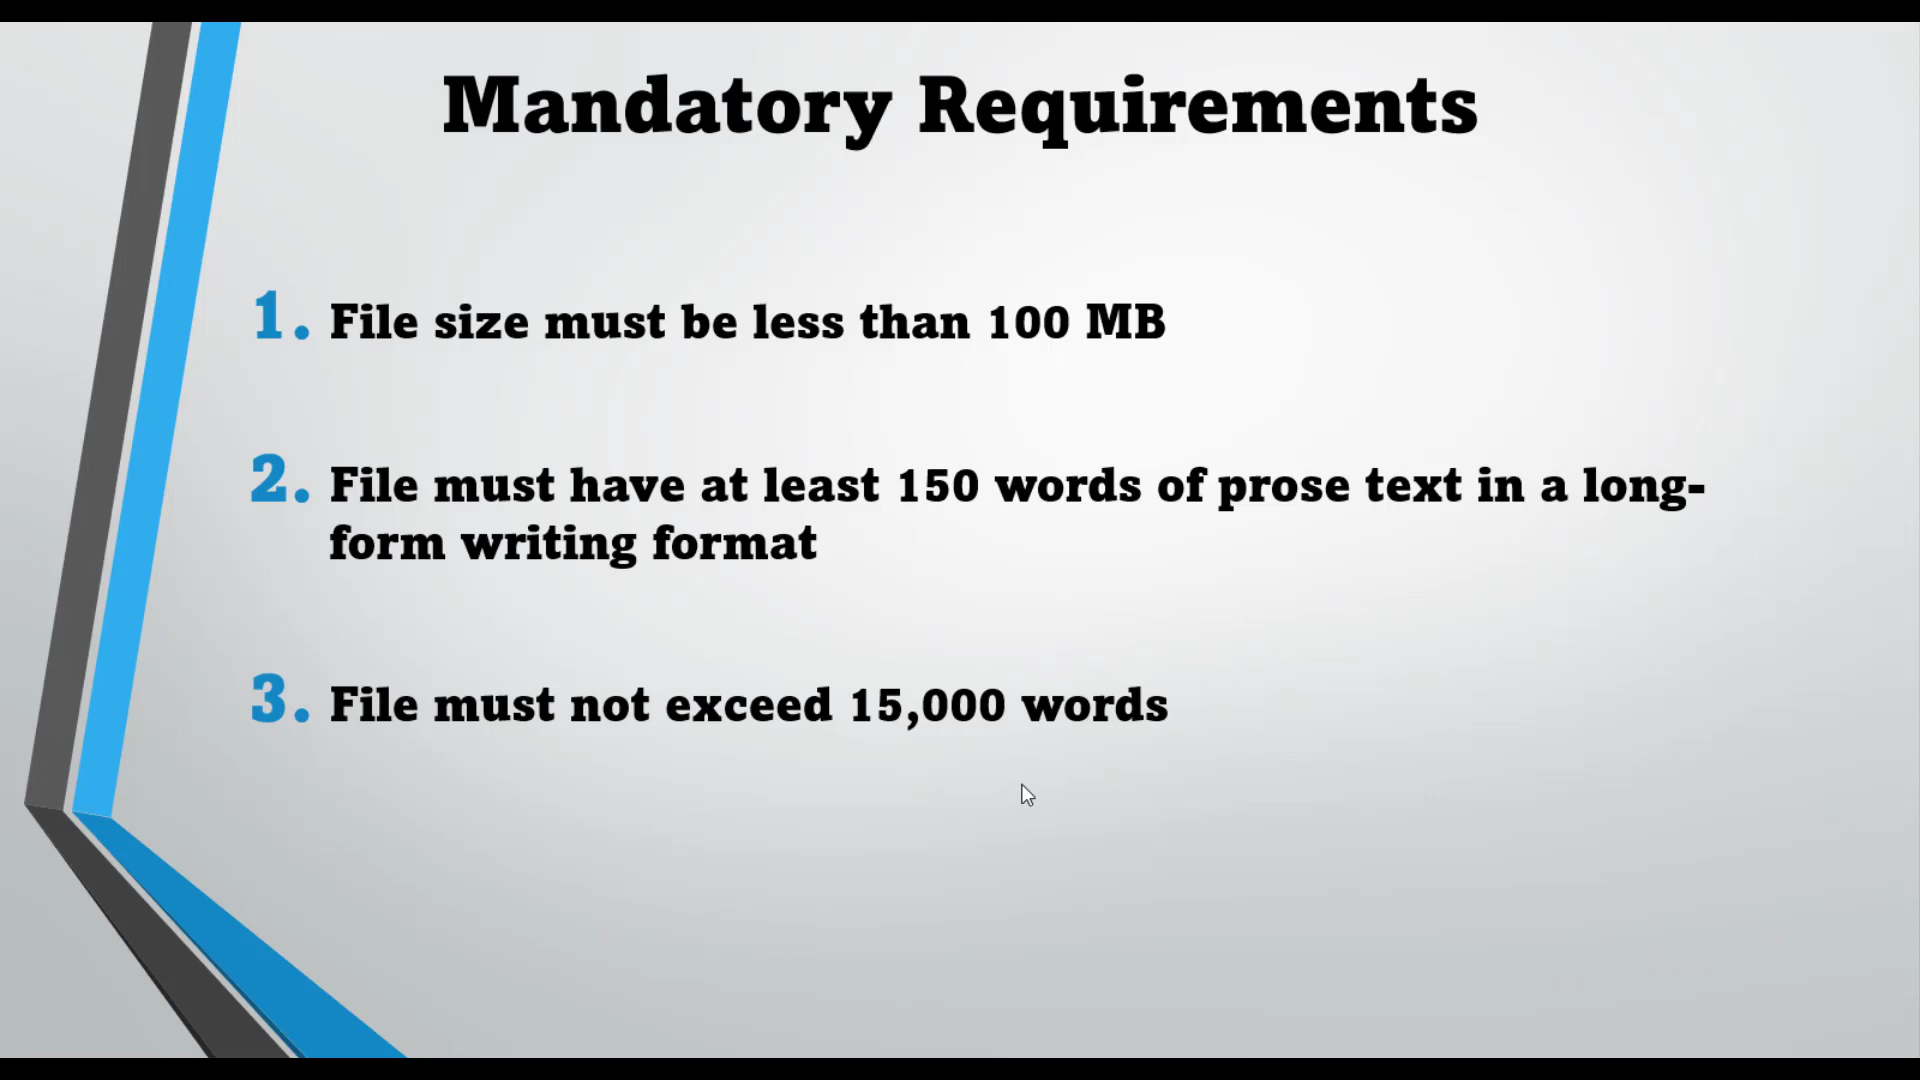 Mandatory Requirements
1. File size must be less than 100 MB
2. File must have at least 150 words of prose text in a long-
form writing format
3. File must not exceed 15,000 words